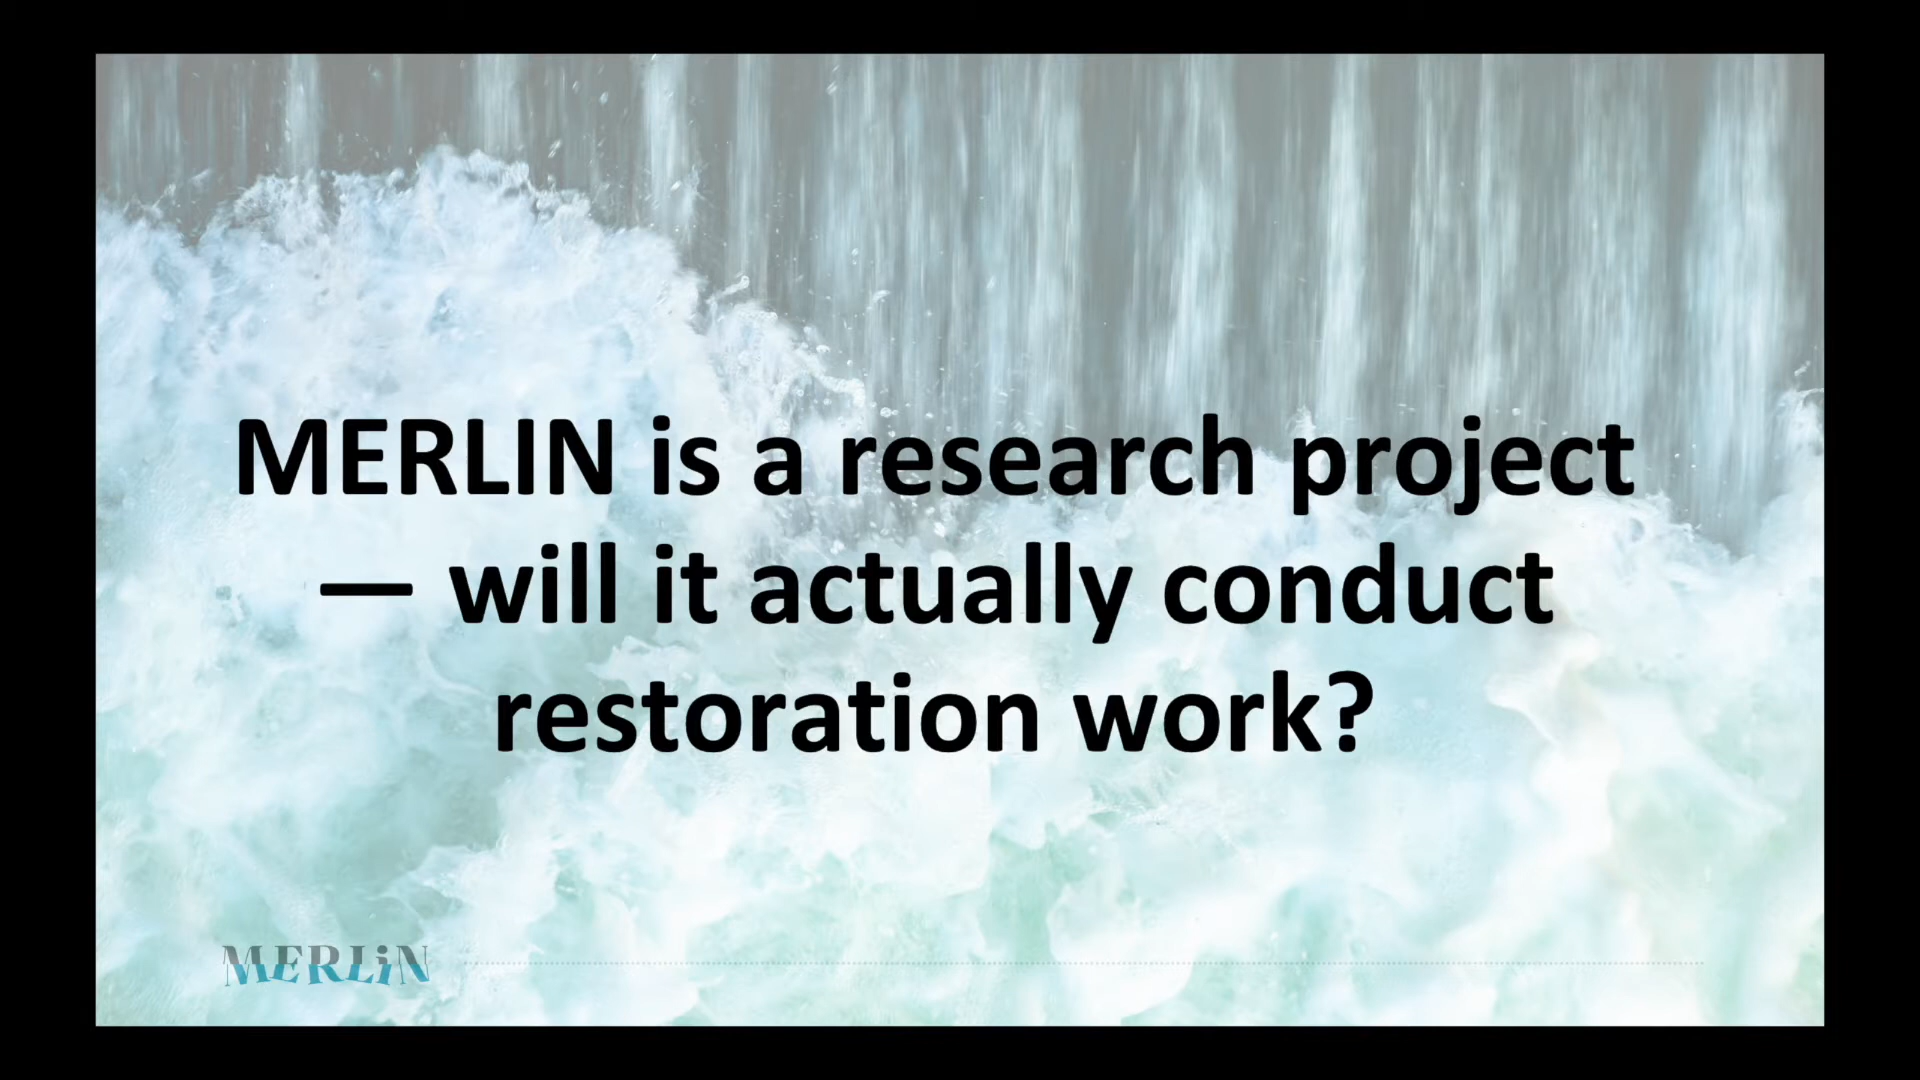 MERLIN is a research project
— will it actually conduct
restoration work?
MERLiN